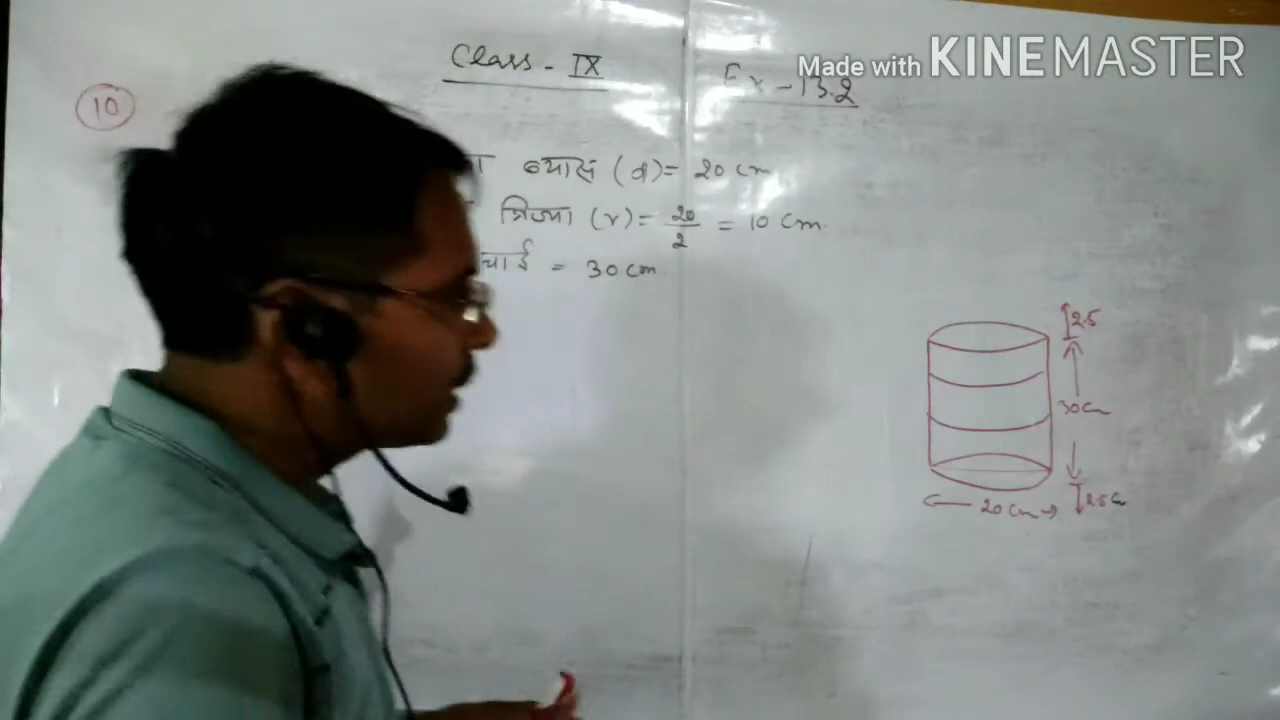 Made with KINEMASTER
Class - IX
Ex - 13.2
10
व्यास (d) = 20 cm
त्रिज्या (r) = 20/2 = 10 cm.
चाई = 30 cm
2.5
30cm
20 cm
2.5c